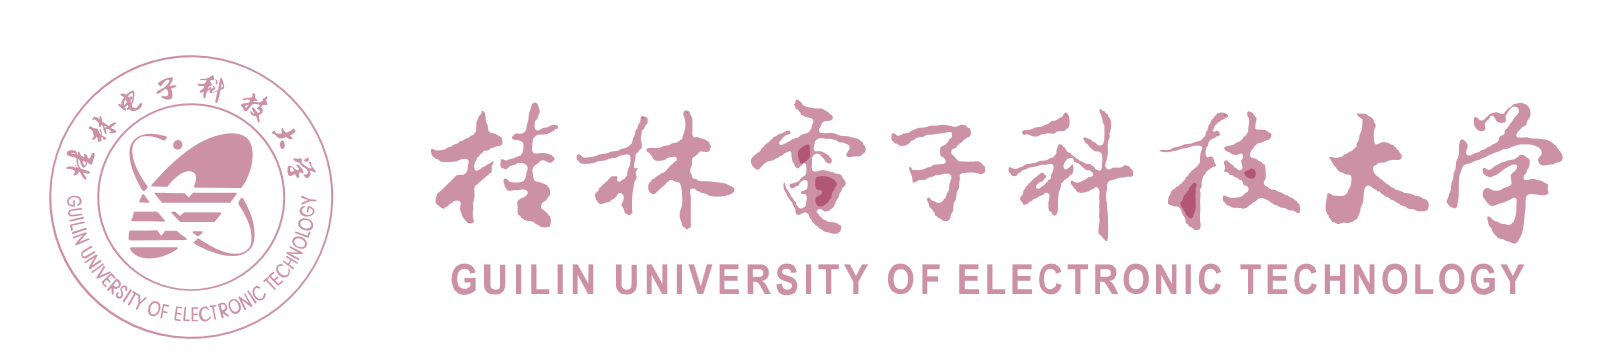 桂林电子科技大学
GUILIN UNIVERSITY OF ELECTRONIC TECHNOLOGY
桂林電子科技大学
GUILIN UNIVERSITY OF ELECTRONIC TECHNOLOGY